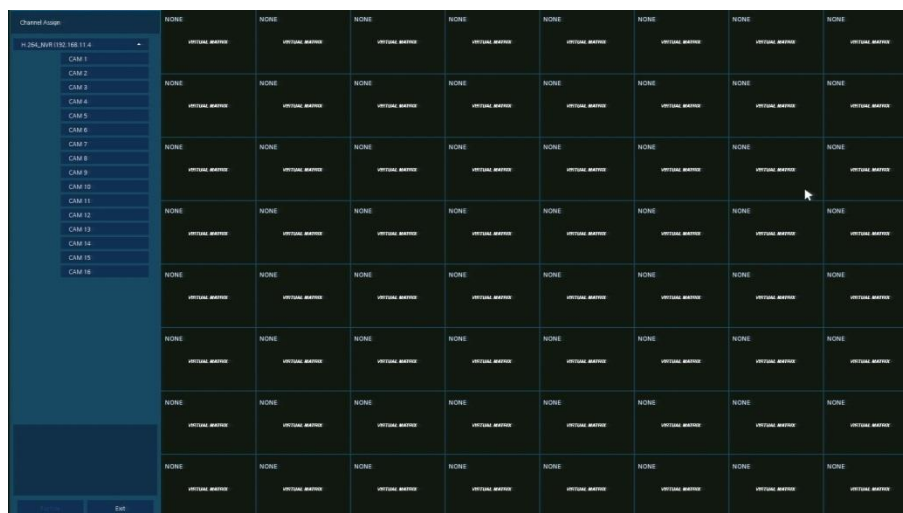 Channel Assign
H.264_NVR (192.168.11.4
CAM 1
CAM 2
CAM 3
CAM 4
CAM 5
CAM 6
CAM 7
CAM 8
CAM 9
CAM 10
CAM 11
CAM 12
CAM 13
CAM 14
CAM 15
CAM 16
Exit
NONE NONE NONE NONE NONE NONE NONE NONE
VIRTUAL MATRIX VIRTUAL MATRIX VIRTUAL MATRIX VIRTUAL MATRIX VIRTUAL MATRIX VIRTUAL MATRIX VIRTUAL MATRIX VIRTUAL MATRIX
NONE NONE NONE NONE NONE NONE NONE NONE
VIRTUAL MATRIX VIRTUAL MATRIX VIRTUAL MATRIX VIRTUAL MATRIX VIRTUAL MATRIX VIRTUAL MATRIX VIRTUAL MATRIX VIRTUAL MATRIX
NONE NONE NONE NONE NONE NONE NONE NONE
VIRTUAL MATRIX VIRTUAL MATRIX VIRTUAL MATRIX VIRTUAL MATRIX VIRTUAL MATRIX VIRTUAL MATRIX VIRTUAL MATRIX VIRTUAL MATRIX
NONE NONE NONE NONE NONE NONE NONE NONE
VIRTUAL MATRIX VIRTUAL MATRIX VIRTUAL MATRIX VIRTUAL MATRIX VIRTUAL MATRIX VIRTUAL MATRIX VIRTUAL MATRIX VIRTUAL MATRIX
NONE NONE NONE NONE NONE NONE NONE NONE
VIRTUAL MATRIX VIRTUAL MATRIX VIRTUAL MATRIX VIRTUAL MATRIX VIRTUAL MATRIX VIRTUAL MATRIX VIRTUAL MATRIX VIRTUAL MATRIX
NONE NONE NONE NONE NONE NONE NONE NONE
VIRTUAL MATRIX VIRTUAL MATRIX VIRTUAL MATRIX VIRTUAL MATRIX VIRTUAL MATRIX VIRTUAL MATRIX VIRTUAL MATRIX VIRTUAL MATRIX
NONE NONE NONE NONE NONE NONE NONE NONE
VIRTUAL MATRIX VIRTUAL MATRIX VIRTUAL MATRIX VIRTUAL MATRIX VIRTUAL MATRIX VIRTUAL MATRIX VIRTUAL MATRIX VIRTUAL MATRIX
NONE NONE NONE NONE NONE NONE NONE NONE
VIRTUAL MATRIX VIRTUAL MATRIX VIRTUAL MATRIX VIRTUAL MATRIX VIRTUAL MATRIX VIRTUAL MATRIX VIRTUAL MATRIX VIRTUAL MATRIX